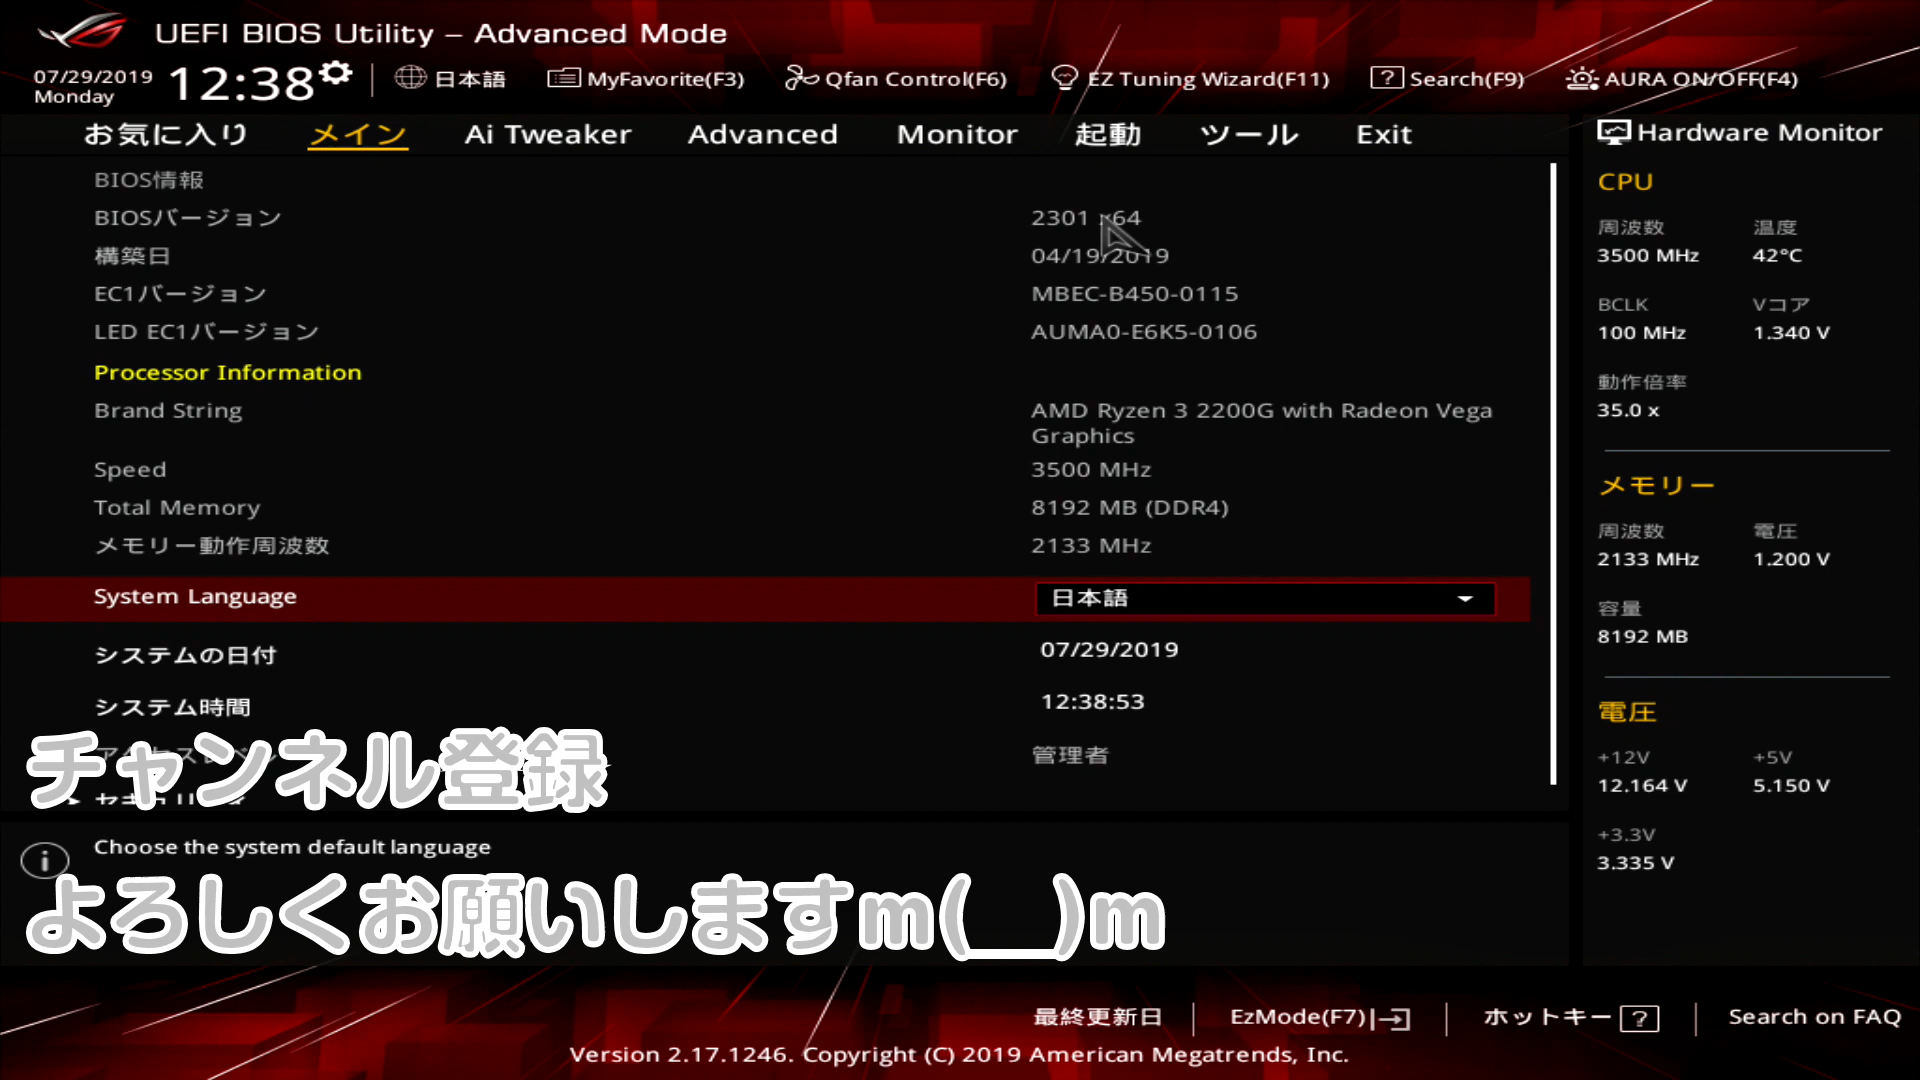 UEFI BIOS Utility – Advanced Mode
07/29/2019
Monday
12:38
日本語
MyFavorite(F3)
Qfan Control(F6)
EZ Tuning Wizard(F11)
? Search(F9)
AURA ON/OFF(F4)
お気に入り メイン Ai Tweaker Advanced Monitor 起動 ツール Exit
BIOS情報
BIOSバージョン 2301 x64
構築日 04/19/2019
EC1バージョン MBEC-B450-0115
LED EC1バージョン AUMA0-E6K5-0106
Processor Information
Brand String AMD Ryzen 3 2200G with Radeon Vega
Graphics
Speed 3500 MHz
Total Memory 8192 MB (DDR4)
メモリー動作周波数 2133 MHz
System Language 日本語
システムの日付 07/29/2019
システム時間 12:38:53
アクセスレベル 管理者
セキュリティ
チャンネル登録
Choose the system default language
よろしくお願いしますm(__)m
Hardware Monitor
CPU
周波数 温度
3500 MHz 42°C
BCLK Vコア
100 MHz 1.340 V
動作倍率
35.0 x
メモリー
周波数 電圧
2133 MHz 1.200 V
容量
8192 MB
電圧
+12V +5V
12.164 V 5.150 V
+3.3V
3.335 V
最終更新日
EzMode(F7)
ホットキー ?
Search on FAQ
Version 2.17.1246. Copyright (C) 2019 American Megatrends, Inc.